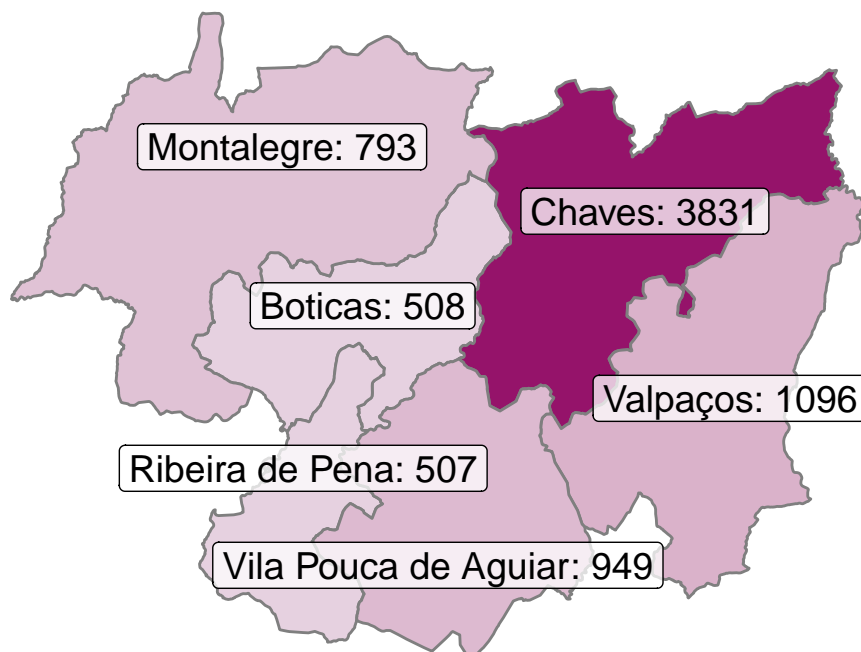 Montalegre: 793
Chaves: 3831
Boticas: 508
Valpaços: 1096
Ribeira de Pena: 507
Vila Pouca de Aguiar: 949